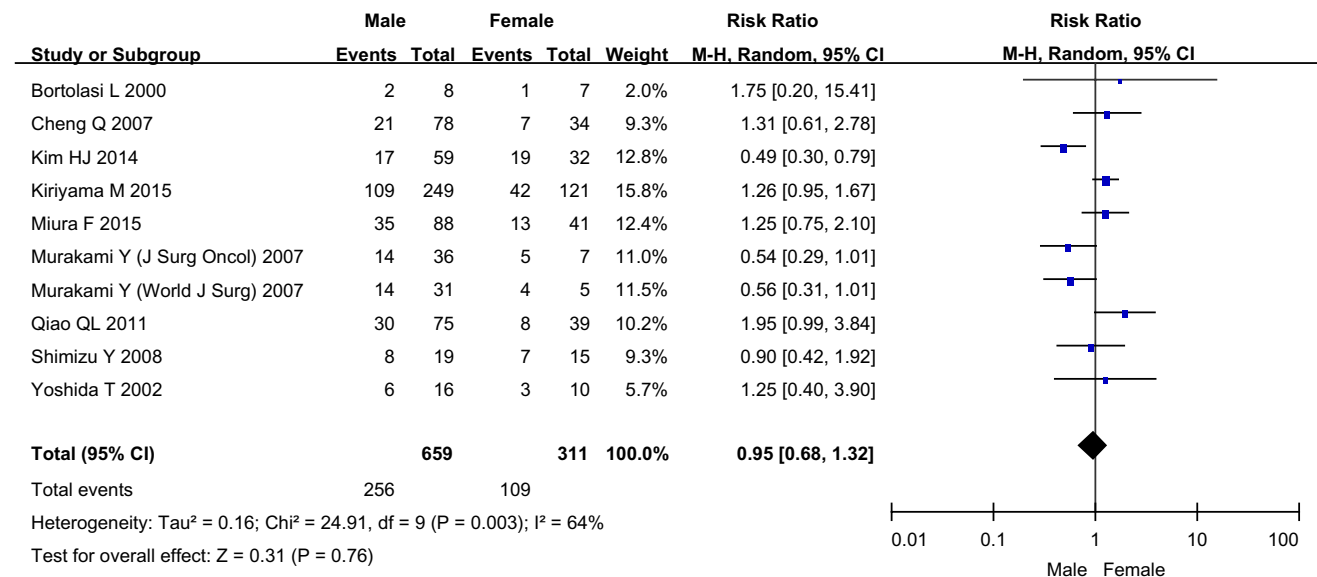 Male Female Risk Ratio Risk Ratio
Study or Subgroup Events Total Events Total Weight M-H, Random, 95% CI M-H, Random, 95% CI
Bortolasi L 2000 2 8 1 7 2.0% 1.75 [0.20, 15.41]
Cheng Q 2007 21 78 7 34 9.3% 1.31 [0.61, 2.78]
Kim HJ 2014 17 59 19 32 12.8% 0.49 [0.30, 0.79]
Kiriyama M 2015 109 249 42 121 15.8% 1.26 [0.95, 1.67]
Miura F 2015 35 88 13 41 12.4% 1.25 [0.75, 2.10]
Murakami Y (J Surg Oncol) 2007 14 36 5 7 11.0% 0.54 [0.29, 1.01]
Murakami Y (World J Surg) 2007 14 31 4 5 11.5% 0.56 [0.31, 1.01]
Qiao QL 2011 30 75 8 39 10.2% 1.95 [0.99, 3.84]
Shimizu Y 2008 8 19 7 15 9.3% 0.90 [0.42, 1.92]
Yoshida T 2002 6 16 3 10 5.7% 1.25 [0.40, 3.90]
Total (95% CI) 659 311 100.0% 0.95 [0.68, 1.32]
Total events 256 109
Heterogeneity: Tau² = 0.16; Chi² = 24.91, df = 9 (P = 0.003); I² = 64%
Test for overall effect: Z = 0.31 (P = 0.76)
0.01 0.1 1 10 100
Male Female